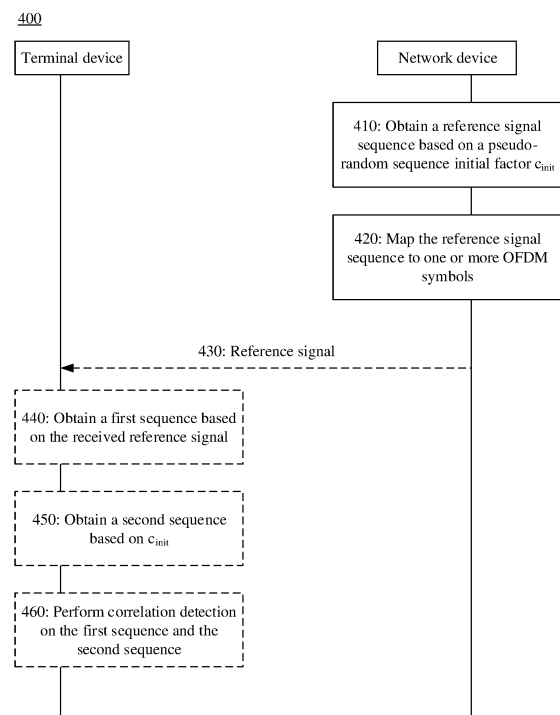 400
Terminal device
Network device
410: Obtain a reference signal
sequence based on a pseudo-
random sequence initial factor cinit
420: Map the reference signal
sequence to one or more OFDM
symbols
430: Reference signal
440: Obtain a first sequence based
on the received reference signal
450: Obtain a second sequence
based on cinit
460: Perform correlation detection
on the first sequence and the
second sequence